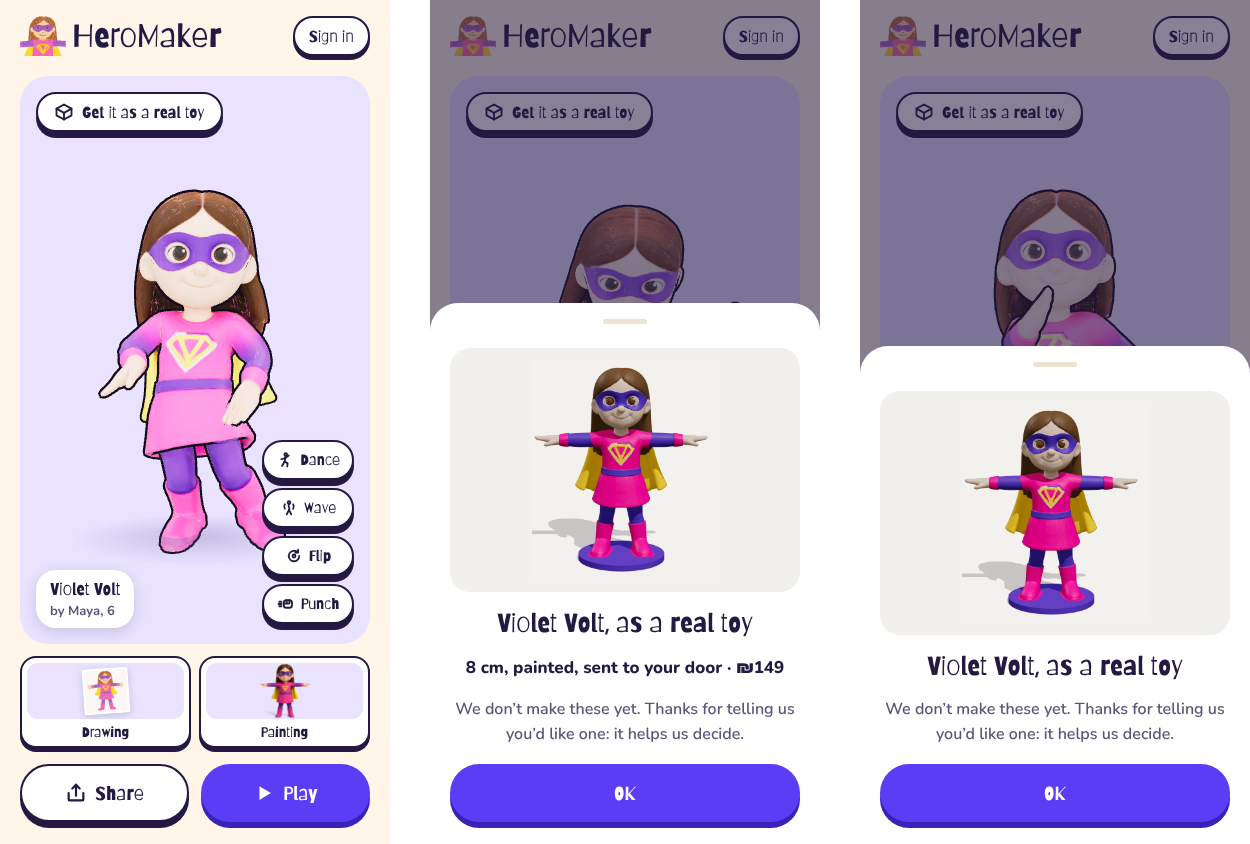 HeroMaker
Sign in
Get it as a real toy
Dance
Wave
Flip
Punch
Violet Volt
by Maya, 6
Drawing
Painting
Share
Play
HeroMaker
Sign in
Get it as a real toy
Violet Volt, as a real toy
8 cm, painted, sent to your door · ₪149
We don’t make these yet. Thanks for telling us
you’d like one: it helps us decide.
OK
HeroMaker
Sign in
Get it as a real toy
Violet Volt, as a real toy
We don’t make these yet. Thanks for telling us
you’d like one: it helps us decide.
OK